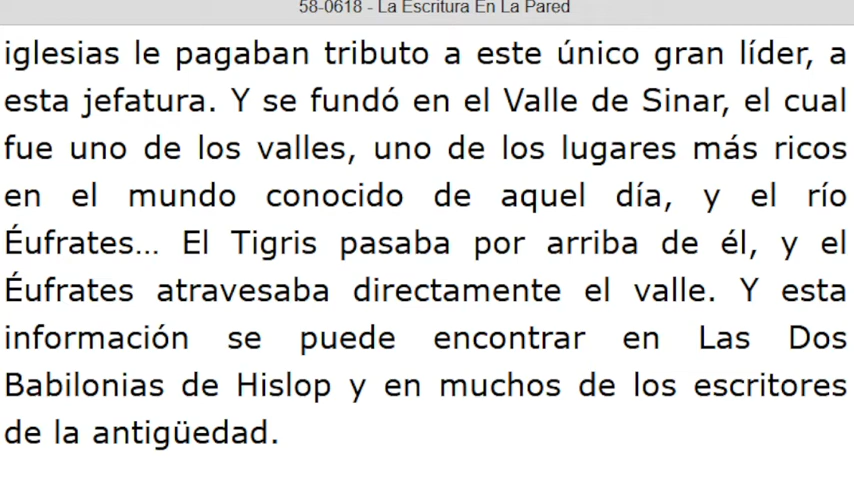 58-0618 - La Escritura En La Pared
iglesias le pagaban tributo a este único gran líder, a
esta jefatura. Y se fundó en el Valle de Sinar, el cual
fue uno de los valles, uno de los lugares más ricos
en el mundo conocido de aquel día, y el río
Éufrates... El Tigris pasaba por arriba de él, y el
Éufrates atravesaba directamente el valle. Y esta
información se puede encontrar en Las Dos
Babilonias de Hislop y en muchos de los escritores
de la antigüedad.